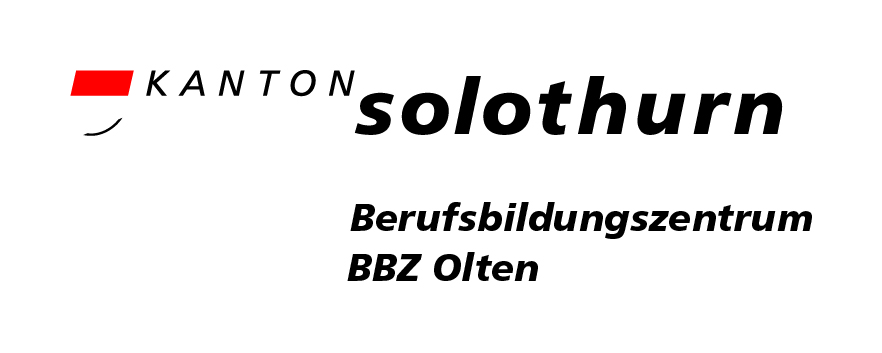 KANTON solothurn
Berufsbildungszentrum
BBZ Olten